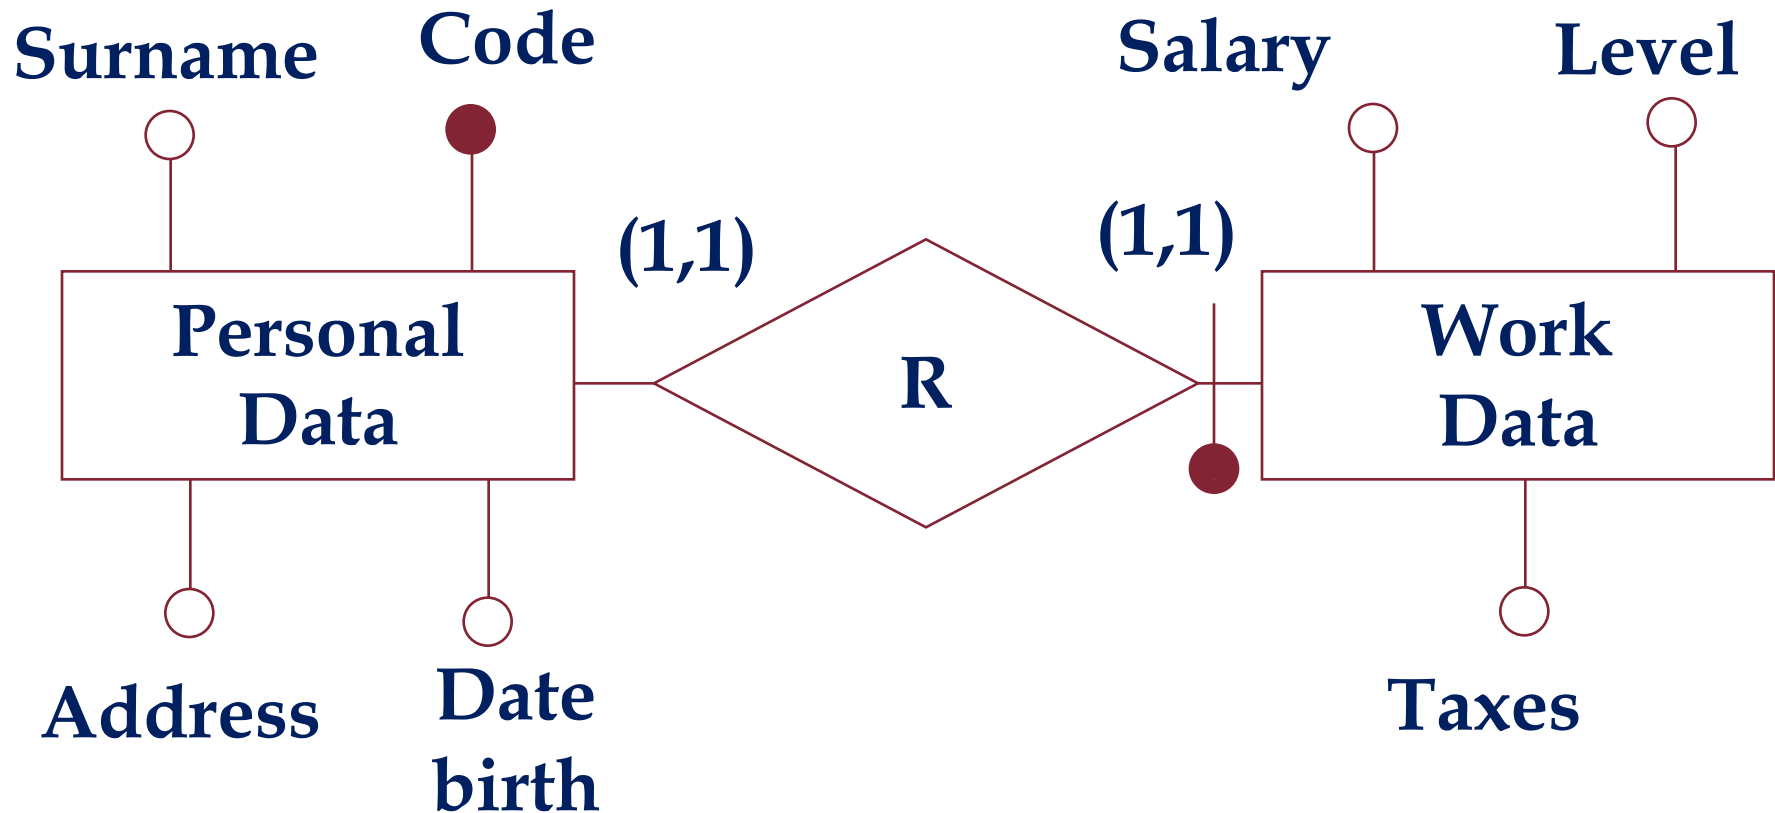 Surname
Code
Salary
Level
(1,1)
(1,1)
Personal
Data
R
Work
Data
Address
Date
birth
Taxes